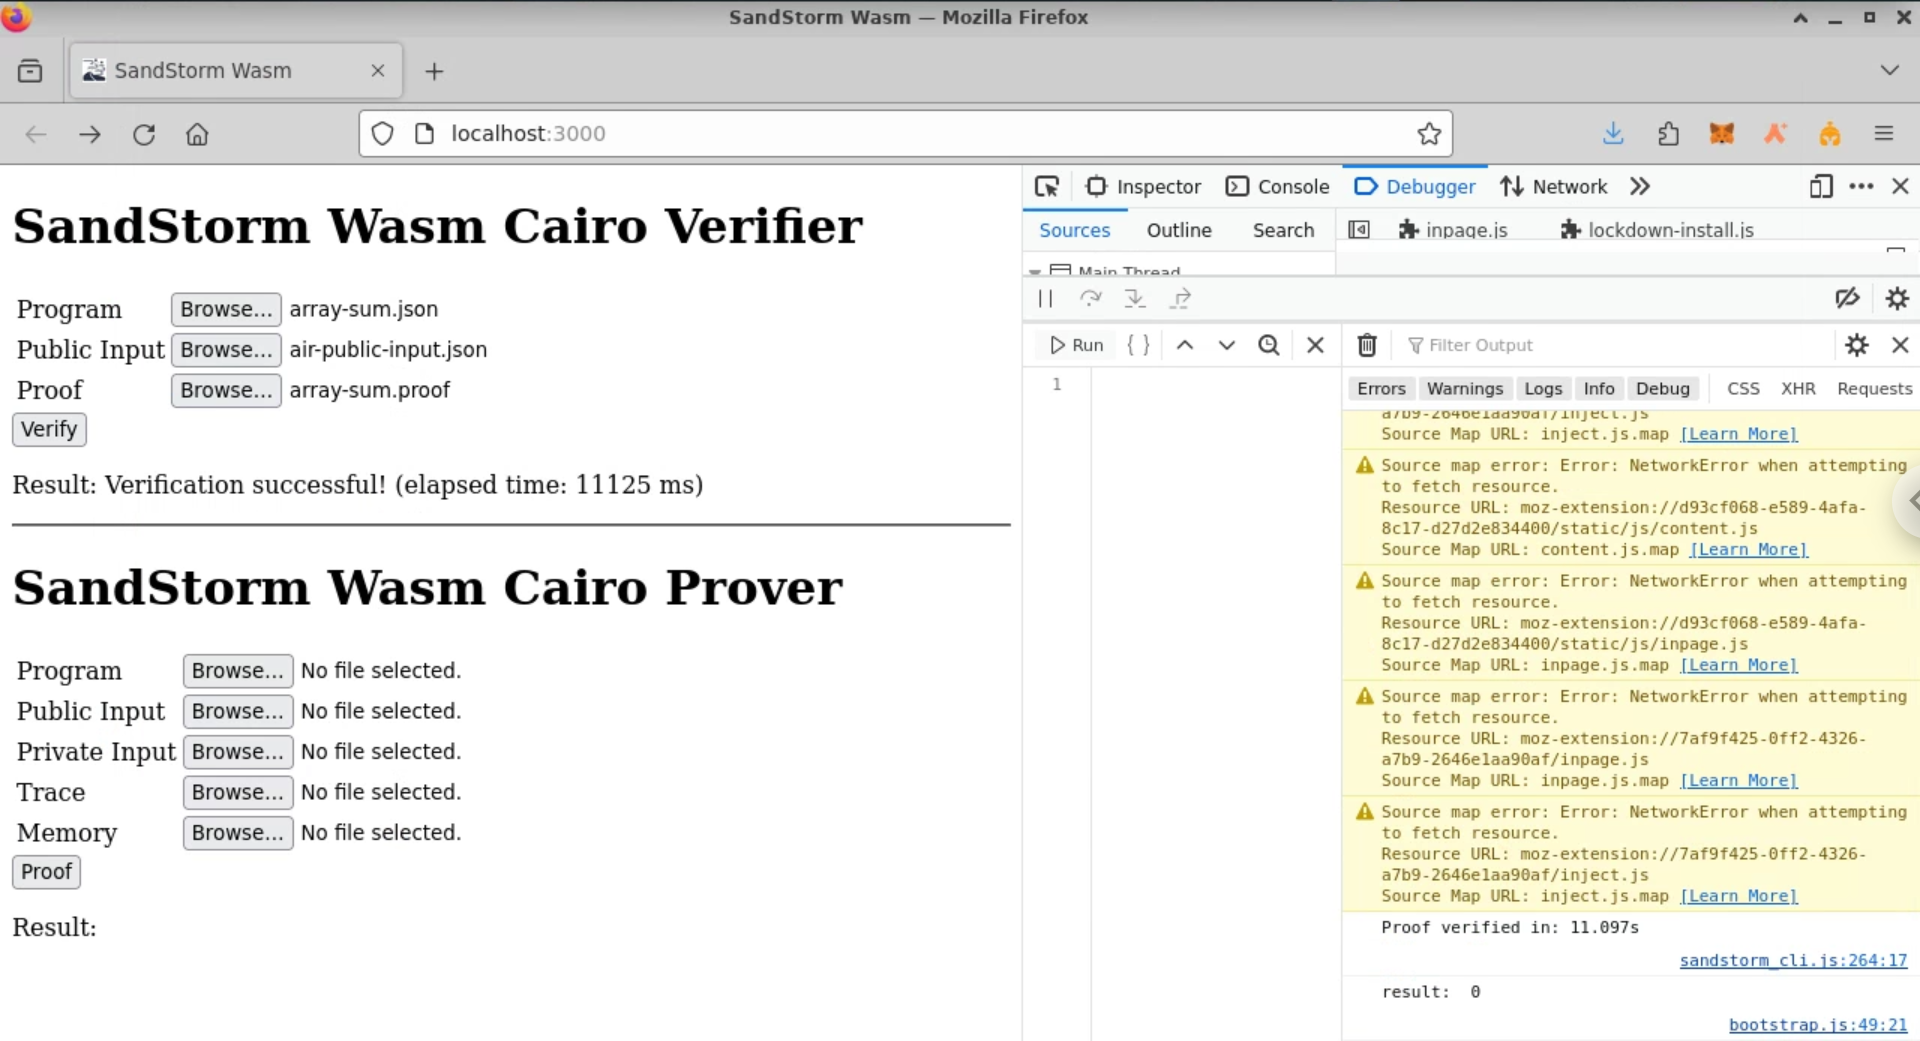 SandStorm Wasm — Mozilla Firefox
SandStorm Wasm
localhost:3000
SandStorm Wasm Cairo Verifier
Program Browse... array-sum.json
Public Input Browse... air-public-input.json
Proof Browse... array-sum.proof
Verify
Result: Verification successful! (elapsed time: 11125 ms)
SandStorm Wasm Cairo Prover
Program Browse... No file selected.
Public Input Browse... No file selected.
Private Input Browse... No file selected.
Trace Browse... No file selected.
Memory Browse... No file selected.
Proof
Result:
Inspector Console Debugger Network
Sources Outline Search inpage.js lockdown-install.js
Main Thread
Run { } Filter Output
1
Errors Warnings Logs Info Debug CSS XHR Requests
a7b9-2646e1aa90af/inject.js
Source Map URL: inject.js.map [Learn More]
Source map error: Error: NetworkError when attempting
to fetch resource.
Resource URL: moz-extension://d93cf068-e589-4afa-
8c17-d27d2e834400/static/js/content.js
Source Map URL: content.js.map [Learn More]
Source map error: Error: NetworkError when attempting
to fetch resource.
Resource URL: moz-extension://d93cf068-e589-4afa-
8c17-d27d2e834400/static/js/inpage.js
Source Map URL: inpage.js.map [Learn More]
Source map error: Error: NetworkError when attempting
to fetch resource.
Resource URL: moz-extension://7af9f425-0ff2-4326-
a7b9-2646e1aa90af/inpage.js
Source Map URL: inpage.js.map [Learn More]
Source map error: Error: NetworkError when attempting
to fetch resource.
Resource URL: moz-extension://7af9f425-0ff2-4326-
a7b9-2646e1aa90af/inject.js
Source Map URL: inject.js.map [Learn More]
Proof verified in: 11.097s
sandstorm_cli.js:264:17
result: 0
bootstrap.js:49:21